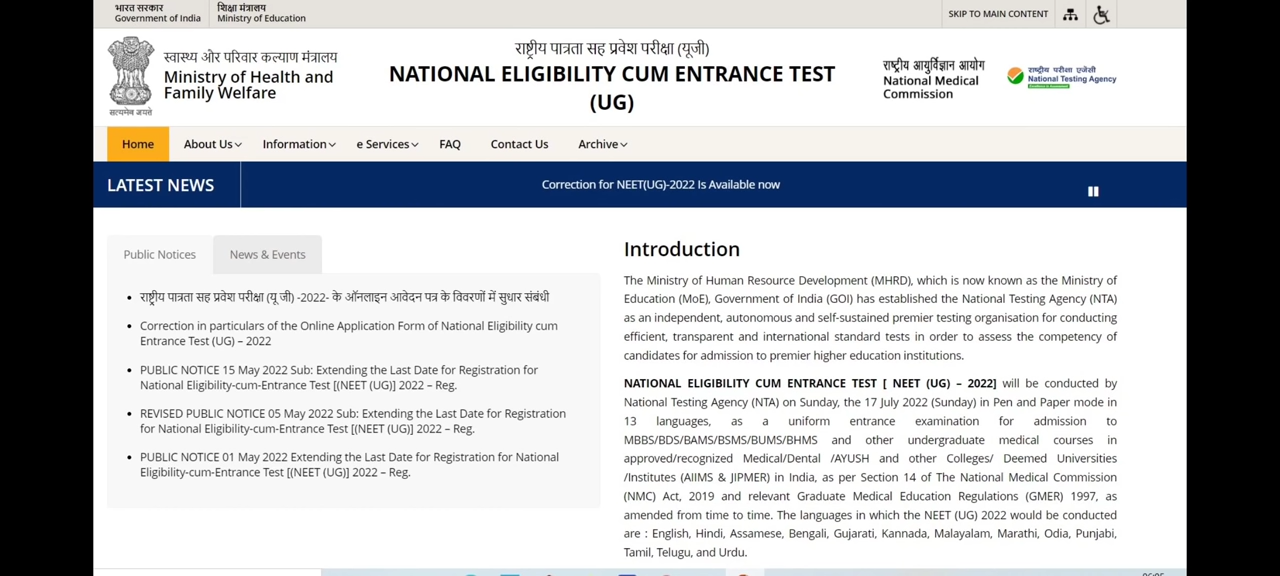 भारत सरकार
Government of India
शिक्षा मंत्रालय
Ministry of Education
SKIP TO MAIN CONTENT
सत्यमेव जयते
स्वास्थ्य और परिवार कल्याण मंत्रालय
Ministry of Health and
Family Welfare
राष्ट्रीय पात्रता सह प्रवेश परीक्षा (यूजी)
NATIONAL ELIGIBILITY CUM ENTRANCE TEST
(UG)
राष्ट्रीय आयुर्विज्ञान आयोग
National Medical
Commission
राष्ट्रीय परीक्षा एजेंसी
National Testing Agency
Home About Us Information e Services FAQ Contact Us Archive
LATEST NEWS
Correction for NEET(UG)-2022 Is Available now
Public Notices News & Events
राष्ट्रीय पात्रता सह प्रवेश परीक्षा (यू जी) -2022- के ऑनलाइन आवेदन पत्र के विवरणों में सुधार संबंधी
Correction in particulars of the Online Application Form of National Eligibility cum
Entrance Test (UG) – 2022
PUBLIC NOTICE 15 May 2022 Sub: Extending the Last Date for Registration for
National Eligibility-cum-Entrance Test [(NEET (UG)] 2022 – Reg.
REVISED PUBLIC NOTICE 05 May 2022 Sub: Extending the Last Date for Registration
for National Eligibility-cum-Entrance Test [(NEET (UG)] 2022 – Reg.
PUBLIC NOTICE 01 May 2022 Extending the Last Date for Registration for National
Eligibility-cum-Entrance Test [(NEET (UG)] 2022 – Reg.
Introduction
The Ministry of Human Resource Development (MHRD), which is now known as the Ministry of
Education (MoE), Government of India (GOI) has established the National Testing Agency (NTA)
as an independent, autonomous and self-sustained premier testing organisation for conducting
efficient, transparent and international standard tests in order to assess the competency of
candidates for admission to premier higher education institutions.
NATIONAL ELIGIBILITY CUM ENTRANCE TEST [ NEET (UG) – 2022] will be conducted by
National Testing Agency (NTA) on Sunday, the 17 July 2022 (Sunday) in Pen and Paper mode in
13 languages, as a uniform entrance examination for admission to
MBBS/BDS/BAMS/BSMS/BUMS/BHMS and other undergraduate medical courses in
approved/recognized Medical/Dental /AYUSH and other Colleges/ Deemed Universities
/Institutes (AIIMS & JIPMER) in India, as per Section 14 of The National Medical Commission
(NMC) Act, 2019 and relevant Graduate Medical Education Regulations (GMER) 1997, as
amended from time to time. The languages in which the NEET (UG) 2022 would be conducted
are : English, Hindi, Assamese, Bengali, Gujarati, Kannada, Malayalam, Marathi, Odia, Punjabi,
Tamil, Telugu, and Urdu.